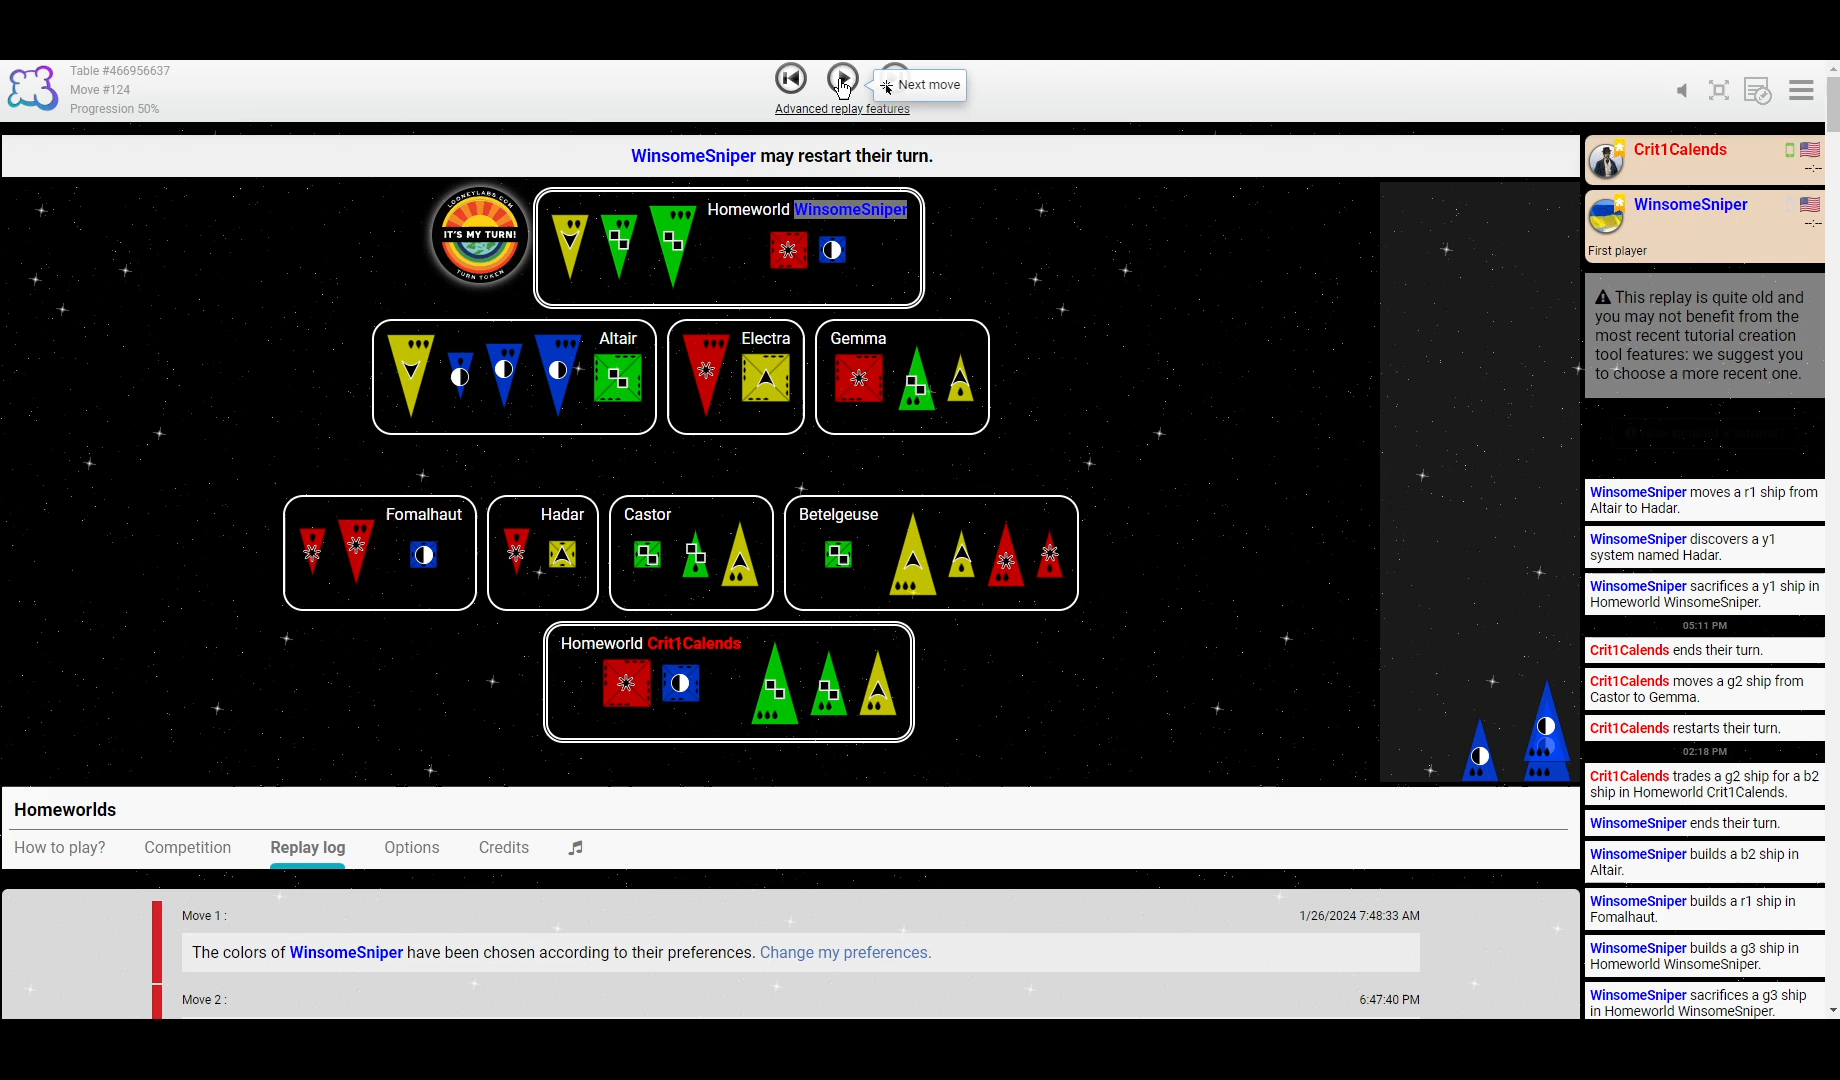 Table #466956637
Move #124
Progression 50%
Next move
Advanced replay features
WinsomeSniper may restart their turn.
LOONEYLABS.COM
IT'S MY TURN!
TURN TOKEN
Homeworld WinsomeSniper
Altair
Electra
Gemma
Fomalhaut
Hadar
Castor
Betelgeuse
Homeworld Crit1Calends
Homeworlds
How to play?
Competition
Replay log
Options
Credits
Move 1 :
1/26/2024 7:48:33 AM
The colors of WinsomeSniper have been chosen according to their preferences. Change my preferences.
Move 2 :
6:47:40 PM
Crit1Calends
--:--
WinsomeSniper
--:--
First player
This replay is quite old and
you may not benefit from the
most recent tutorial creation
tool features: we suggest you
to choose a more recent one.
WinsomeSniper moves a r1 ship from
Altair to Hadar.
WinsomeSniper discovers a y1
system named Hadar.
WinsomeSniper sacrifices a y1 ship in
Homeworld WinsomeSniper.
05:11 PM
Crit1Calends ends their turn.
Crit1Calends moves a g2 ship from
Castor to Gemma.
Crit1Calends restarts their turn.
02:18 PM
Crit1Calends trades a g2 ship for a b2
ship in Homeworld Crit1Calends.
WinsomeSniper ends their turn.
WinsomeSniper builds a b2 ship in
Altair.
WinsomeSniper builds a r1 ship in
Fomalhaut.
WinsomeSniper builds a g3 ship in
Homeworld WinsomeSniper.
WinsomeSniper sacrifices a g3 ship
in Homeworld WinsomeSniper.